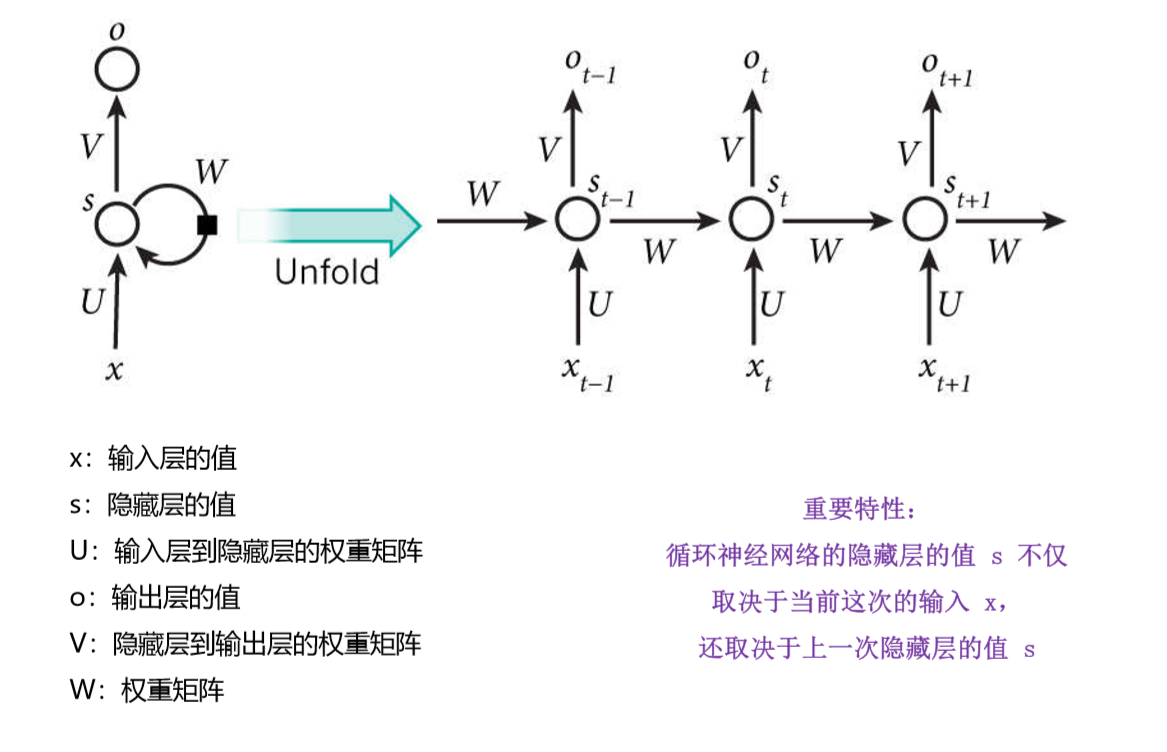 o
V
W
s
U
x
Unfold
W
o t-1
V
s t-1
W
U
x t-1
o t
V
s t
W
U
x t
o t+1
V
s t+1
W
U
x t+1
x：输入层的值
s：隐藏层的值
U：输入层到隐藏层的权重矩阵
o：输出层的值
V：隐藏层到输出层的权重矩阵
W：权重矩阵
重要特性：
循环神经网络的隐藏层的值 s 不仅
取决于当前这次的输入 x，
还取决于上一次隐藏层的值 s